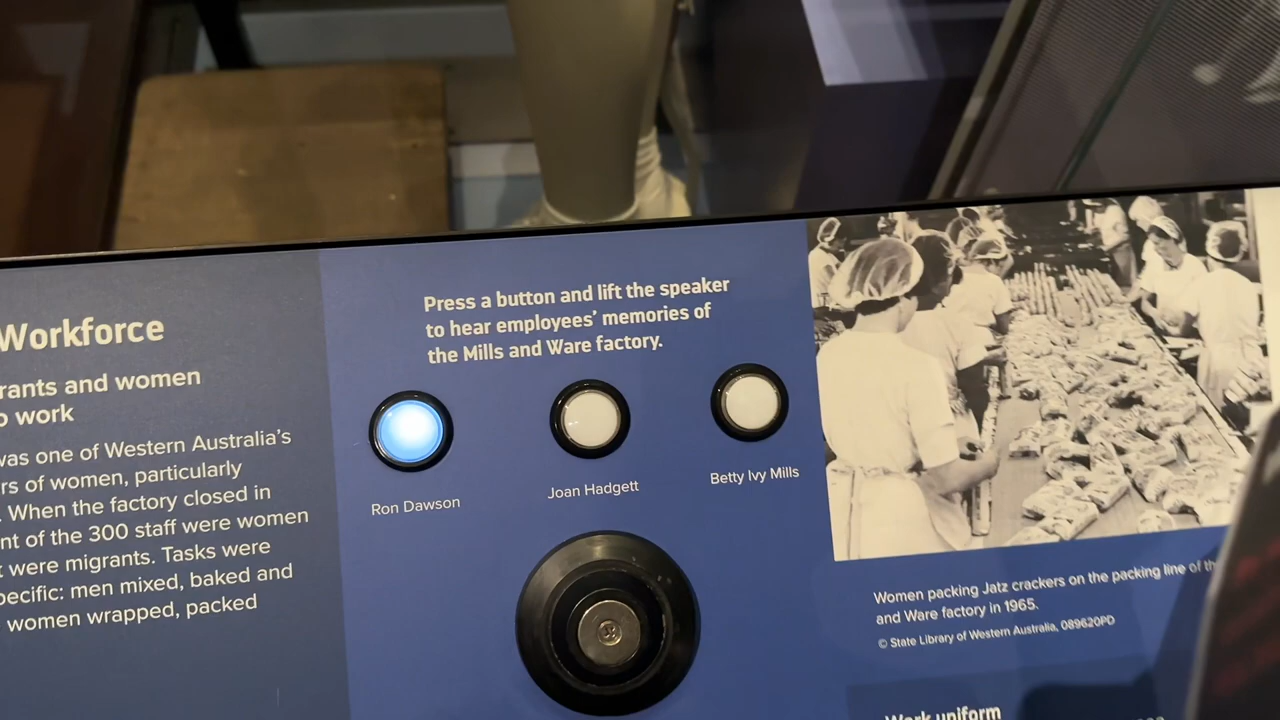 Workforce
rants and women
o work
was one of Western Australia's
rs of women, particularly
. When the factory closed in
nt of the 300 staff were women
t were migrants. Tasks were
pecific: men mixed, baked and
women wrapped, packed
Press a button and lift the speaker
to hear employees' memories of
the Mills and Ware factory.
Ron Dawson
Joan Hadgett
Betty Ivy Mills
Women packing Jatz crackers on the packing line of th
and Ware factory in 1965.
© State Library of Western Australia, 089620PD
Work uniform